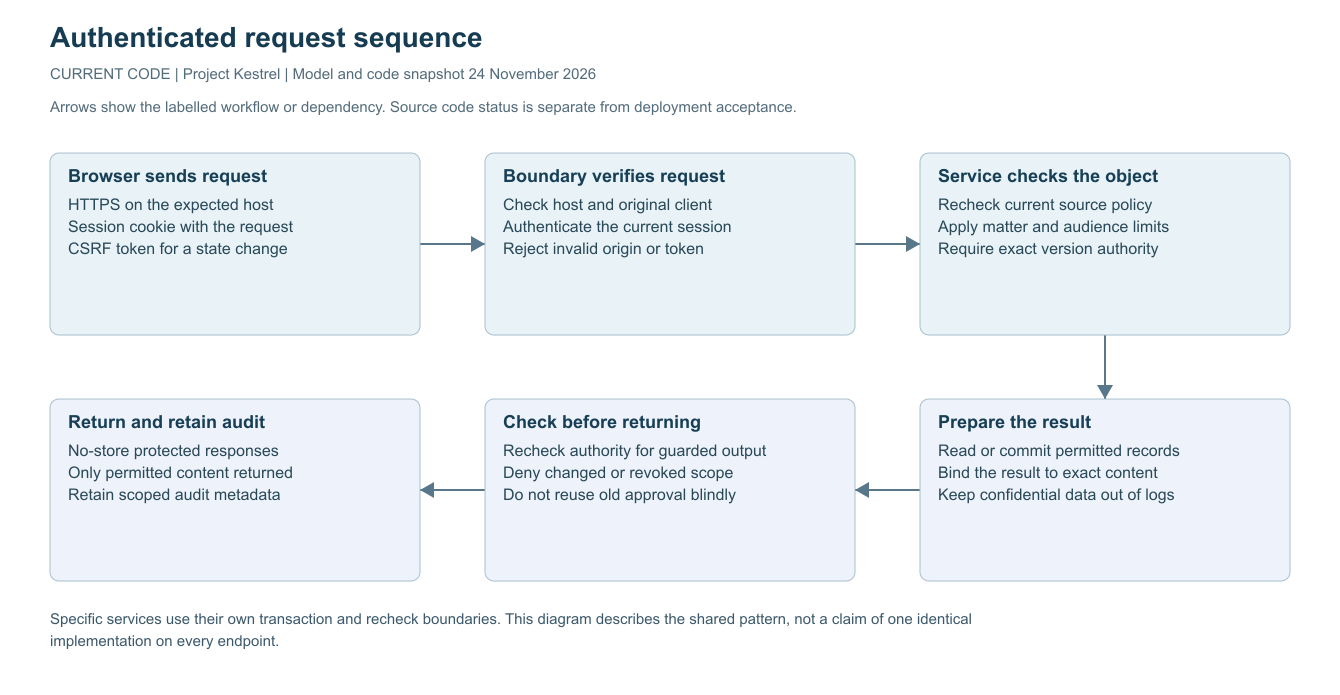 Authenticated request sequence
CURRENT CODE | Project Kestrel | Model and code snapshot 24 November 2026
Arrows show the labelled workflow or dependency. Source code status is separate from deployment acceptance.
Browser sends request
HTTPS on the expected host
Session cookie with the request
CSRF token for a state change
Boundary verifies request
Check host and original client
Authenticate the current session
Reject invalid origin or token
Service checks the object
Recheck current source policy
Apply matter and audience limits
Require exact version authority
Return and retain audit
No-store protected responses
Only permitted content returned
Retain scoped audit metadata
Check before returning
Recheck authority for guarded output
Deny changed or revoked scope
Do not reuse old approval blindly
Prepare the result
Read or commit permitted records
Bind the result to exact content
Keep confidential data out of logs
Specific services use their own transaction and recheck boundaries. This diagram describes the shared pattern, not a claim of one identical
implementation on every endpoint.